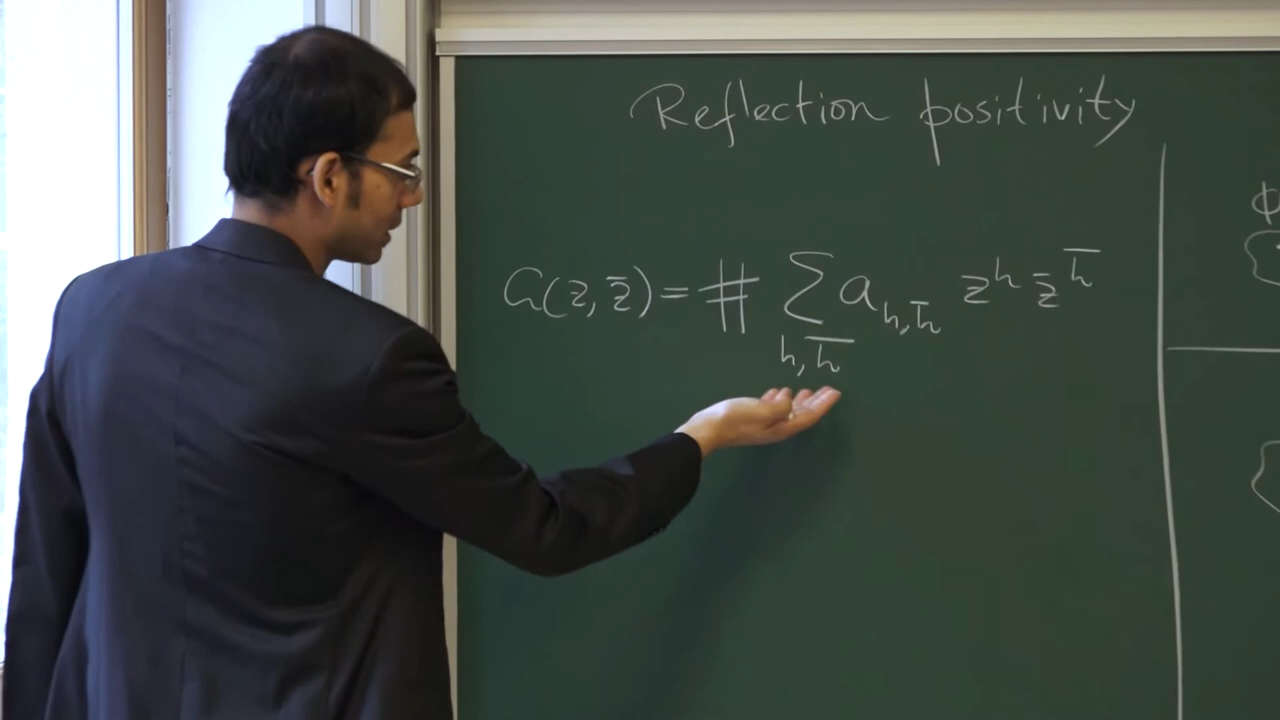 Reflection positivity
G(z, z̄) = # ∑ a_{h,h̄} z^h z̄^{h̄}
h, h̄
ϕ